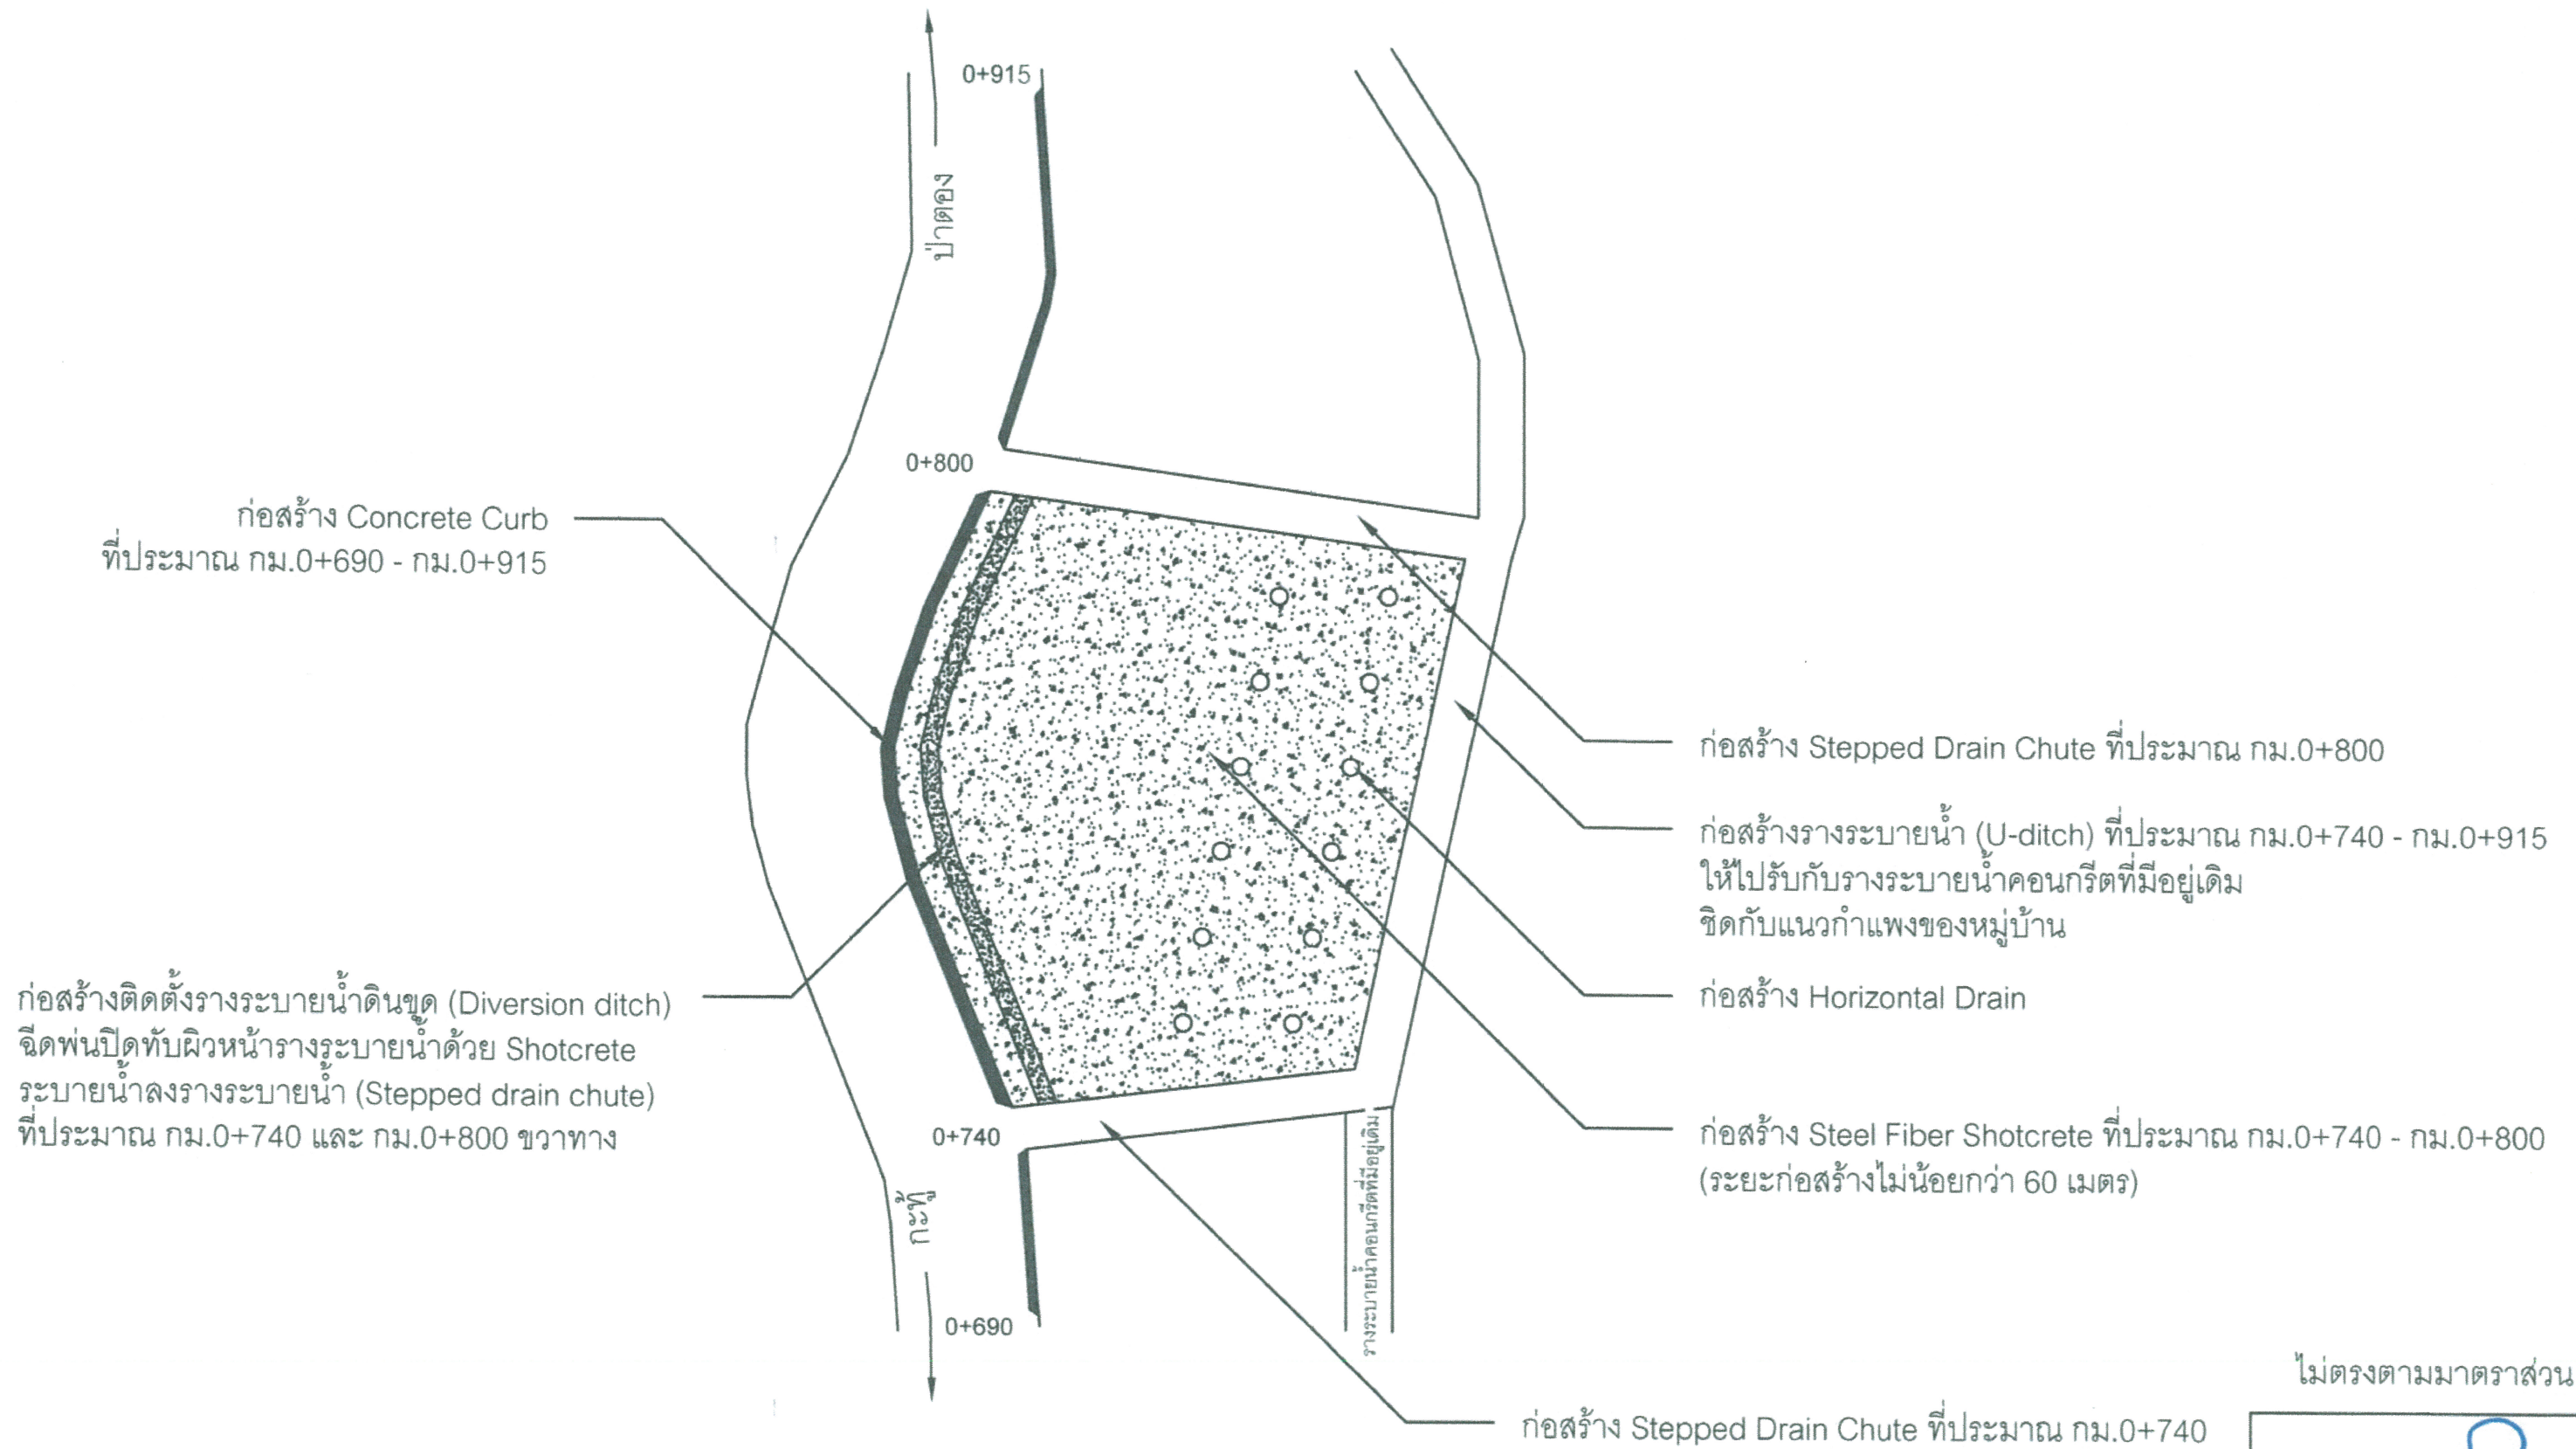 0+915
ป่าตอง
0+800
ก่อสร้าง Concrete Curb
ที่ประมาณ กม.0+690 - กม.0+915
ก่อสร้าง Stepped Drain Chute ที่ประมาณ กม.0+800
ก่อสร้างรางระบายน้ำ (U-ditch) ที่ประมาณ กม.0+740 - กม.0+915
ให้ไปรับกับรางระบายน้ำคอนกรีตที่มีอยู่เดิม
ชิดกับแนวกำแพงของหมู่บ้าน
ก่อสร้างติดตั้งรางระบายน้ำดินขุด (Diversion ditch)
ฉีดพ่นปิดทับผิวหน้ารางระบายน้ำด้วย Shotcrete
ระบายน้ำลงรางระบายน้ำ (Stepped drain chute)
ที่ประมาณ กม.0+740 และ กม.0+800 ขวาทาง
ก่อสร้าง Horizontal Drain
ก่อสร้าง Steel Fiber Shotcrete ที่ประมาณ กม.0+740 - กม.0+800
(ระยะก่อสร้างไม่น้อยกว่า 60 เมตร)
0+740
กะทู้
รางระบายน้ำคอนกรีตที่มีอยู่เดิม
0+690
ไม่ตรงตามมาตราส่วน
ก่อสร้าง Stepped Drain Chute ที่ประมาณ กม.0+740